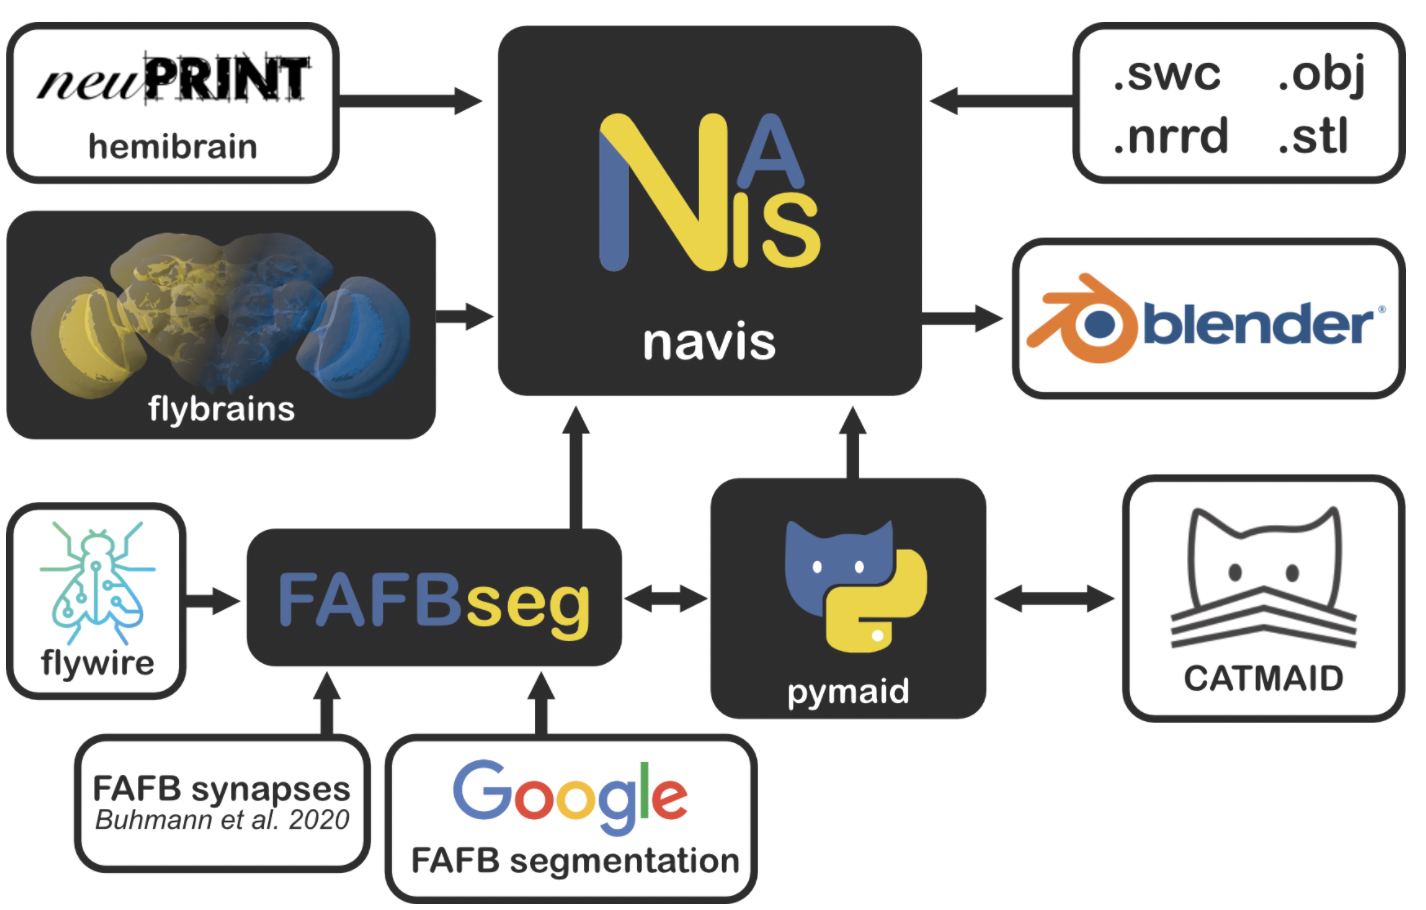 neuPRINT
hemibrain
.swc .obj
.nrrd .stl
NAVIS
navis
flybrains
blender®
flywire
FAFBseg
pymaid
CATMAID
FAFB synapses
Buhmann et al. 2020
Google
FAFB segmentation